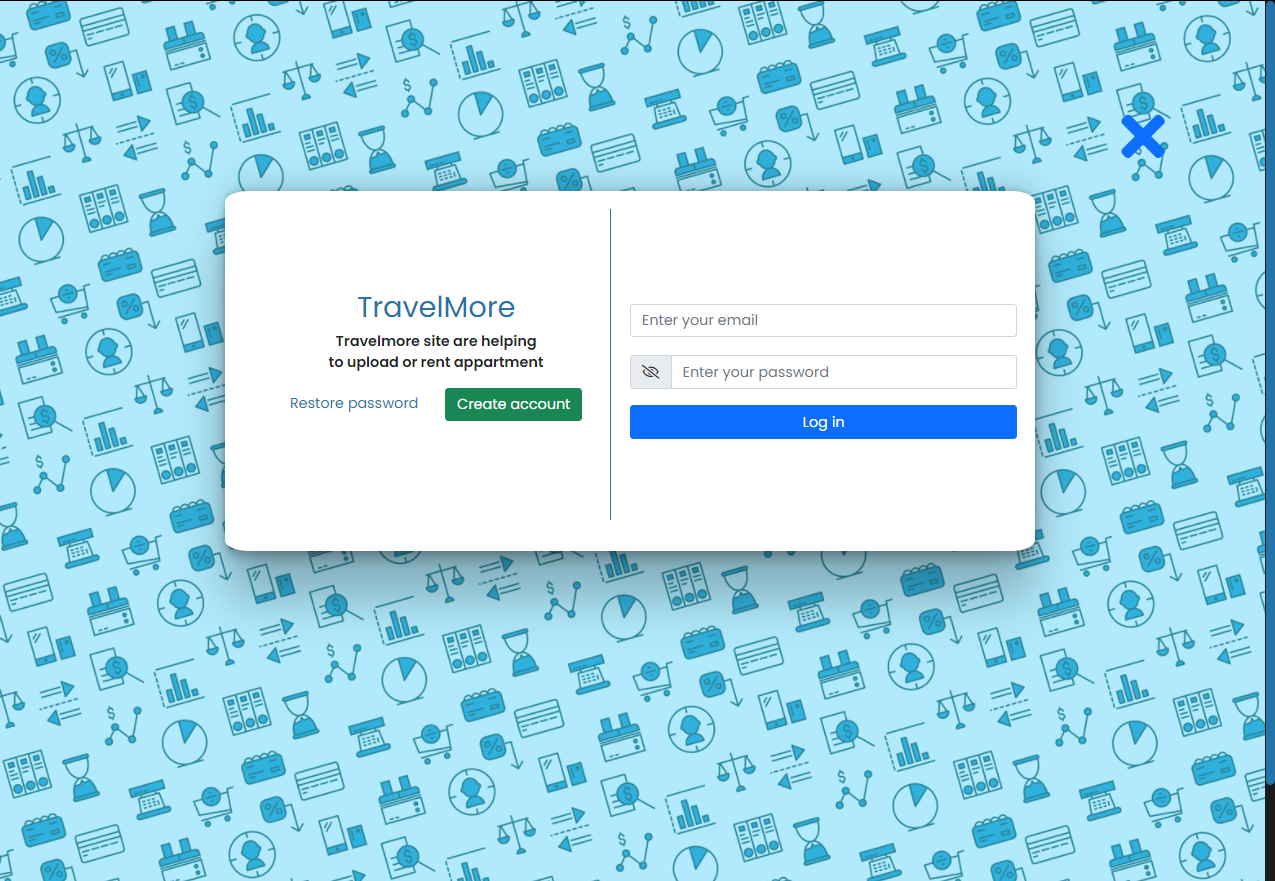 TravelMore
Travelmore site are helping
to upload or rent appartment
Restore password
Create account
Enter your email
Enter your password
Log in